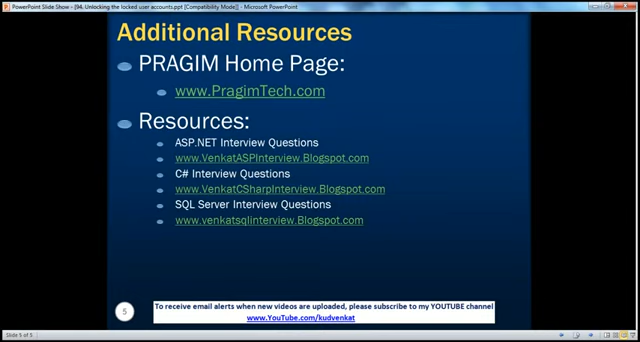 PowerPoint Slide Show - [94. Unlocking the locked user accounts.ppt [Compatibility Mode]] - Microsoft PowerPoint
Additional Resources
PRAGIM Home Page:
www.PragimTech.com
Resources:
ASP.NET Interview Questions
www.VenkatASPInterview.Blogspot.com
C# Interview Questions
www.VenkatCSharpInterview.Blogspot.com
SQL Server Interview Questions
www.venkatsqlinterview.Blogspot.com
5
To receive email alerts when new videos are uploaded, please subscribe to my YOUTUBE channel
www.YouTube.com/kudvenkat
Slide 5 of 5